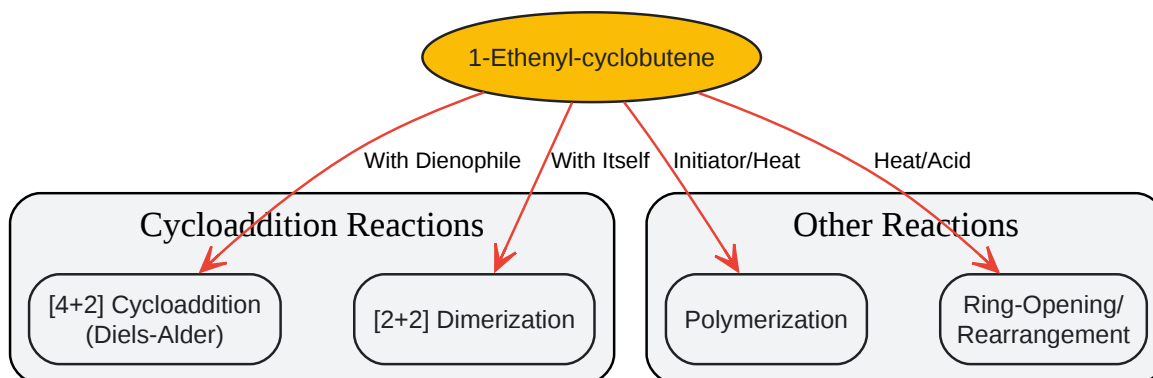 1-Ethenyl-cyclobutene
With Dienophile
With Itself
Initiator/Heat
Heat/Acid
Cycloaddition Reactions
Other Reactions
[4+2] Cycloaddition
(Diels-Alder)
[2+2] Dimerization
Polymerization
Ring-Opening/
Rearrangement